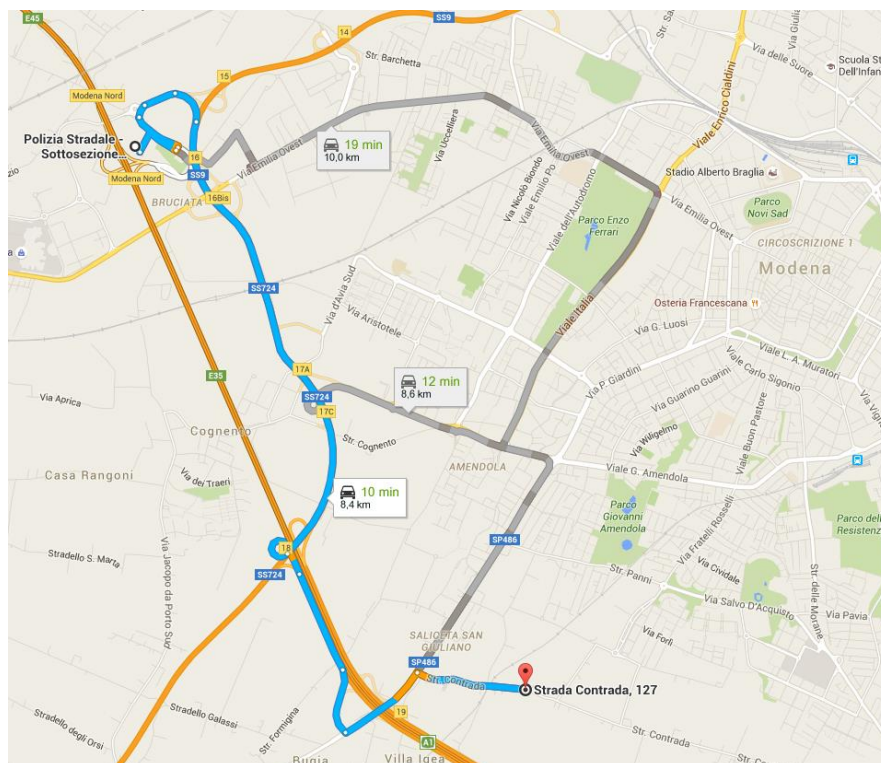 E45
SS9
14
Via Giulia
Str. Barchetta
Via delle Suore
Scuola St
Dell'Infan
15
Modena Nord
Viale Enrico Cialdini
Polizia Stradale -
Sottosezione...
19 min
10,0 km
Via Uccelliera
16
Via Emilia Ovest
Via Emilia Ovest
SS9
Modena Nord
Stadio Alberto Braglia
16Bis
BRUCIATA
Via Nicolò Biondo
Viale Emilio Po
Viale dell'Autodromo
Parco Enzo
Ferrari
Via Emilia Ovest
Parco
Novi Sad
CIRCOSCRIZIONE 1
Modena
Via d'Avia Sud
SS724
Osteria Francescana
Viale Italia
Via Aristotele
Via G. Luosi
Viale L. A. Muratori
E35
17A
12 min
8,6 km
Via P. Giardini
Viale Carlo Sigonio
Via Guarino Guarini
Via Aprica
SS724
17C
Cognento
Str. Cognento
Via Wiligelmo
Viale Buon Pastore
AMENDOLA
Viale G. Amendola
Casa Rangoni
Via dei Traeri
10 min
8,4 km
Parco
Giovanni
Amendola
Via Fratelli Rosselli
Parco dell
Resistenz
SP486
Stradello S. Marta
18
SS724
Via Jacopo da Porto Sud
Str. Panni
Via Cividale
Str. delle Morane
Via Salvo D'Acquisto
Via Pavia
SALICETA SAN
GIULIANO
Via Forlì
SP486
Str. Contrada
Strada Contrada, 127
Stradello Galassi
Stradello degli Orsi
Str. Formigina
19
A1
Str. Contrada
Bugia
Villa Igea